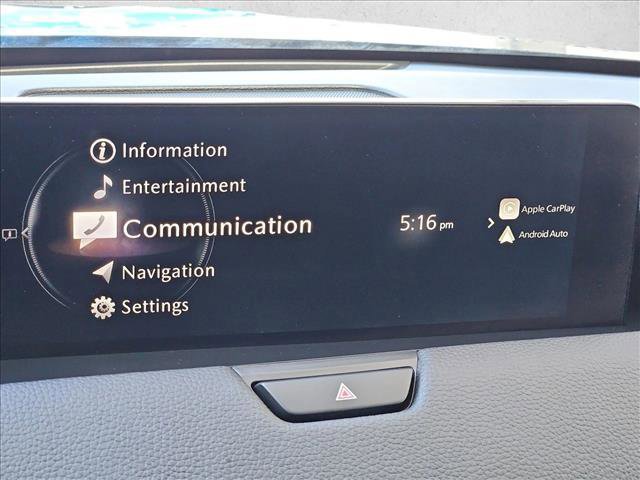 Information
Entertainment
Communication
5:16 pm
Apple CarPlay
Android Auto
Navigation
Settings